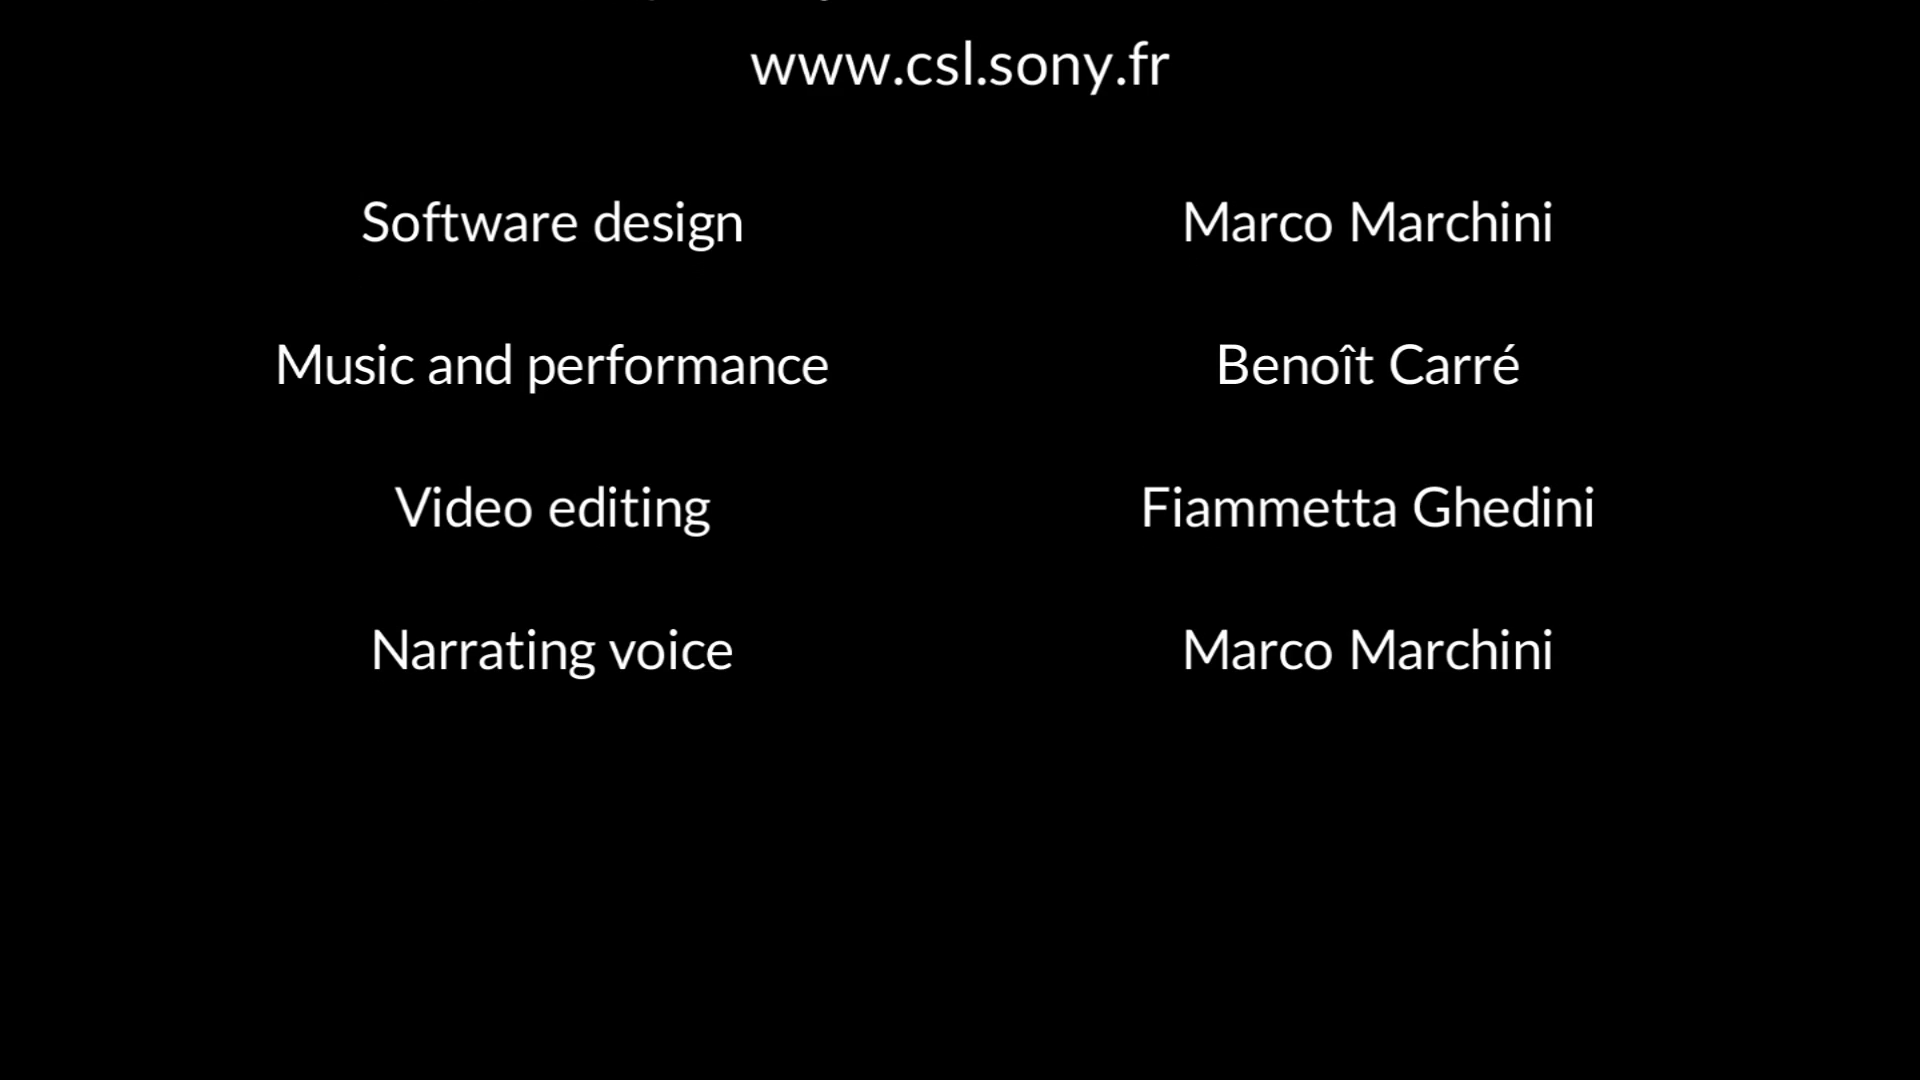 www.csl.sony.fr
Software design Marco Marchini
Music and performance Benoît Carré
Video editing Fiammetta Ghedini
Narrating voice Marco Marchini